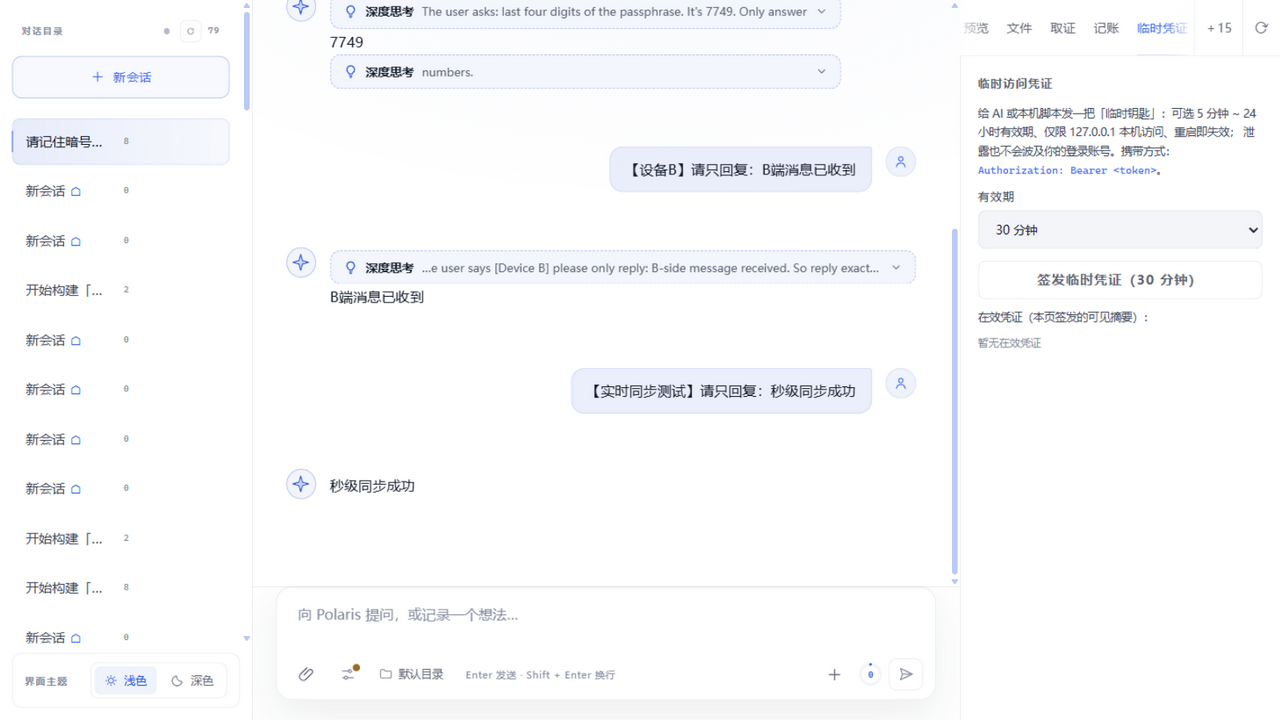 对话目录
79
+ 新会话
请记住暗号... 8
新会话 0
新会话 0
开始构建「... 2
新会话 0
新会话 0
新会话 0
新会话 0
开始构建「... 2
开始构建「... 8
新会话 0
界面主题 浅色 深色
深度思考 The user asks: last four digits of the passphrase. It's 7749. Only answer
7749
深度思考 numbers.
【设备B】请只回复：B端消息已收到
深度思考 ...e user says [Device B] please only reply: B-side message received. So reply exact...
B端消息已收到
【实时同步测试】请只回复：秒级同步成功
秒级同步成功
向 Polaris 提问，或记录一个想法...
默认目录 Enter 发送 · Shift + Enter 换行
0
预览 文件 取证 记账 临时凭证 +15
临时访问凭证
给 AI 或本机脚本发一把「临时钥匙」：可选 5 分钟 ~ 24
小时有效期、仅限 127.0.0.1 本机访问、重启即失效； 泄
露也不会波及你的登录账号。携带方式：
Authorization: Bearer <token>。
有效期
30 分钟
签发临时凭证（30 分钟）
在效凭证（本页签发的可见摘要）：
暂无在效凭证